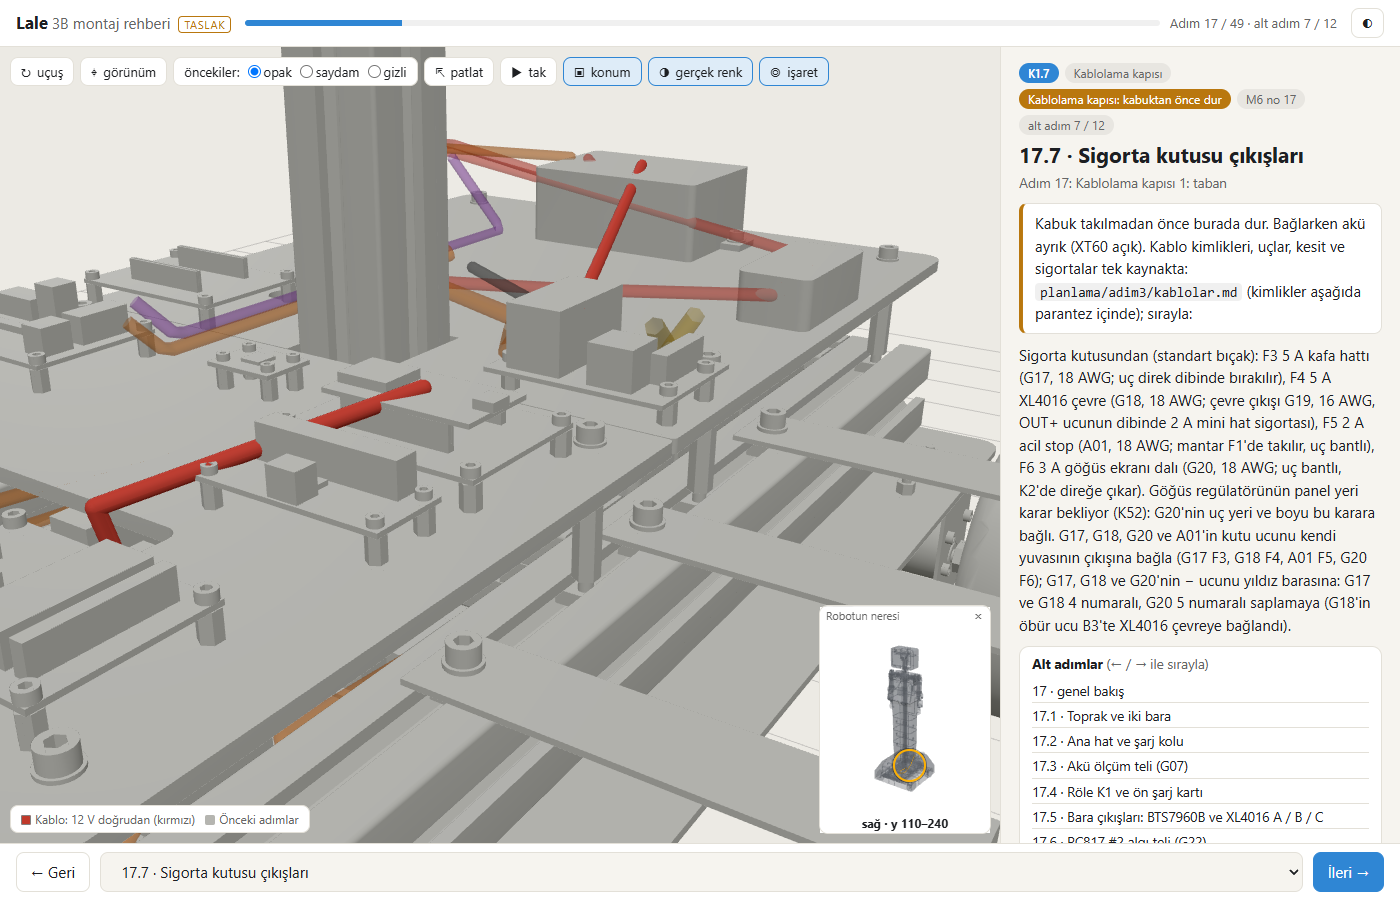 Lale 3B montaj rehberi TASLAK
Adım 17 / 49 · alt adım 7 / 12
↻ uçuş
⌖ görünüm
öncekiler: opak saydam gizli
↖ patlat
▶ tak
▣ konum
◑ gerçek renk
◎ işaret
K1.7 Kablolama kapısı
Kablolama kapısı: kabuktan önce dur M6 no 17
alt adım 7 / 12
17.7 · Sigorta kutusu çıkışları
Adım 17: Kablolama kapısı 1: taban
Kabuk takılmadan önce burada dur. Bağlarken akü
ayrık (XT60 açık). Kablo kimlikleri, uçlar, kesit ve
sigortalar tek kaynakta:
planlama/adim3/kablolar.md (kimlikler aşağıda
parantez içinde); sırayla:
Sigorta kutusundan (standart bıçak): F3 5 A kafa hattı
(G17, 18 AWG; uç direk dibinde bırakılır), F4 5 A
XL4016 çevre (G18, 18 AWG; çevre çıkışı G19, 16 AWG,
OUT+ ucunun dibinde 2 A mini hat sigortası), F5 2 A
acil stop (A01, 18 AWG; mantar F1'de takılır, uç bantlı),
F6 3 A göğüs ekranı dalı (G20, 18 AWG; uç bantlı,
K2'de direğe çıkar). Göğüs regülatörünün panel yeri
karar bekliyor (K52): G20'nin uç yeri ve boyu bu karara
bağlı. G17, G18, G20 ve A01'in kutu ucunu kendi
yuvasının çıkışına bağla (G17 F3, G18 F4, A01 F5, G20
F6); G17, G18 ve G20'nin − ucunu yıldız barasına: G17
ve G18 4 numaralı, G20 5 numaralı saplamaya (G18'in
öbür ucu B3'te XL4016 çevreye bağlandı).
Alt adımlar (← / → ile sırayla)
17 · genel bakış
17.1 · Toprak ve iki bara
17.2 · Ana hat ve şarj kolu
17.3 · Akü ölçüm teli (G07)
17.4 · Röle K1 ve ön şarj kartı
17.5 · Bara çıkışları: BTS7960B ve XL4016 A / B / C
17.6 · PC817 #2 algı teli (G22)
Robotun neresi ×
sağ · y 110–240
Kablo: 12 V doğrudan (kırmızı) Önceki adımlar
← Geri
17.7 · Sigorta kutusu çıkışları
İleri →